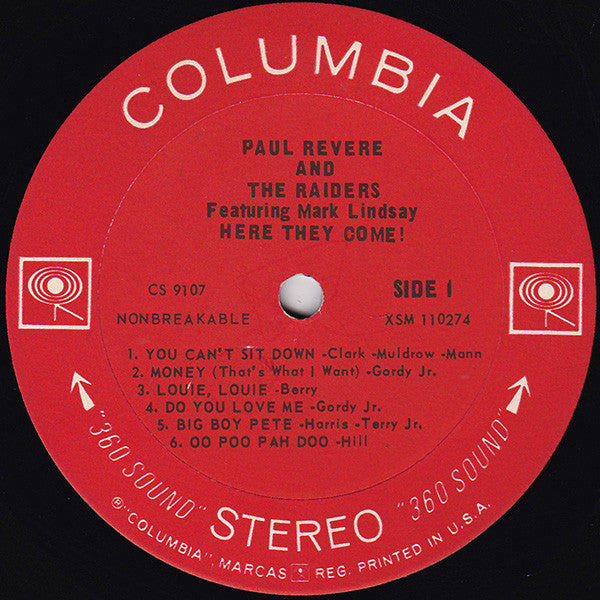 COLUMBIA
PAUL REVERE
AND
THE RAIDERS
Featuring Mark Lindsay
HERE THEY COME!
CS 9107
SIDE 1
NONBREAKABLE
XSM 110274
1. YOU CAN'T SIT DOWN -Clark -Muldrow -Mann
2. MONEY (That's What I Want) -Gordy Jr.
3. LOUIE, LOUIE -Berry
4. DO YOU LOVE ME -Gordy Jr.
5. BIG BOY PETE -Harris -Terry Jr.
6. OO POO PAH DOO -Hill
"360 SOUND" STEREO "360 SOUND"
®"COLUMBIA", MARCAS REG. PRINTED IN U.S.A.